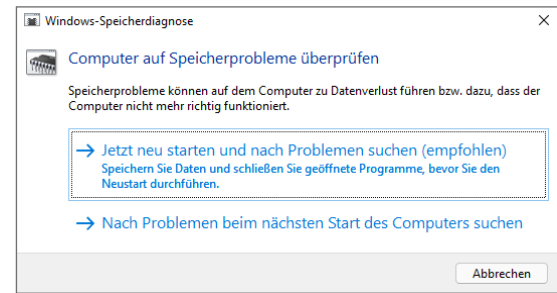 Windows-Speicherdiagnose
Computer auf Speicherprobleme überprüfen
Speicherprobleme können auf dem Computer zu Datenverlust führen bzw. dazu, dass der
Computer nicht mehr richtig funktioniert.
Jetzt neu starten und nach Problemen suchen (empfohlen)
Speichern Sie Daten und schließen Sie geöffnete Programme, bevor Sie den
Neustart durchführen.
Nach Problemen beim nächsten Start des Computers suchen
Abbrechen